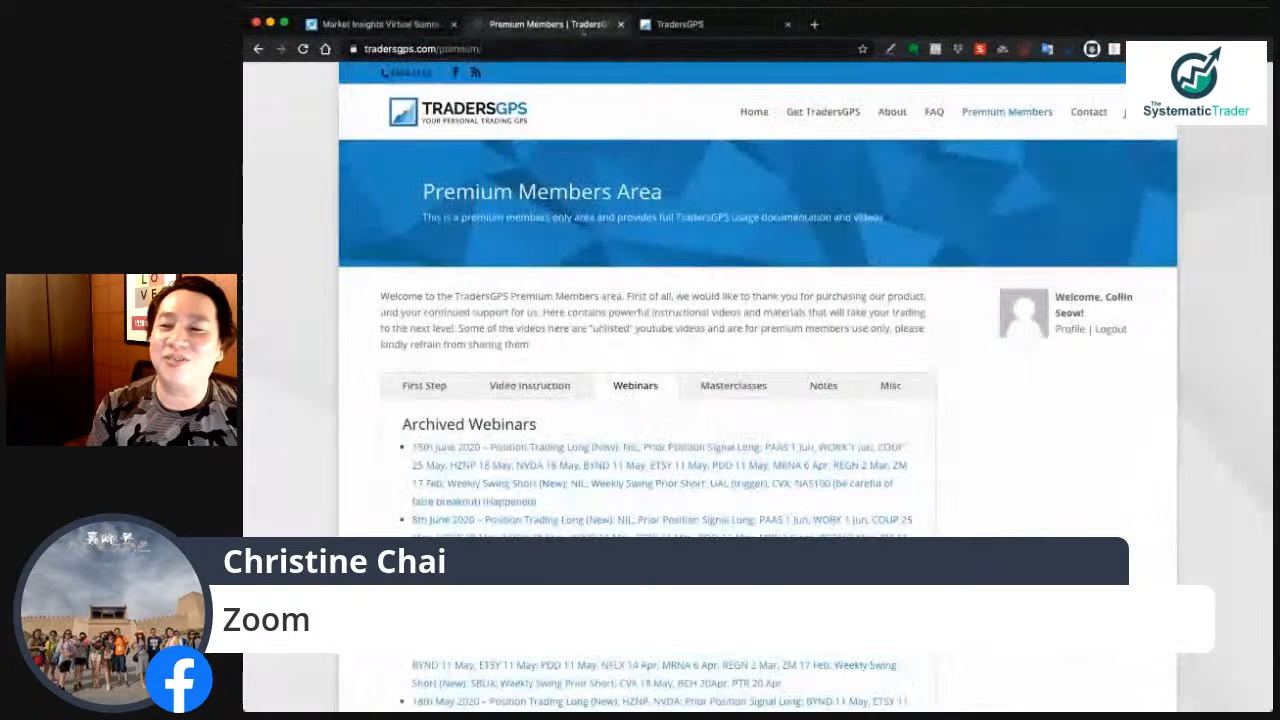 Market Insights Virtual Summ
Premium Members | TradersG
TradersGPS
tradersgps.com/premium/
TRADERSGPS
YOUR PERSONAL TRADING GPS
Home
Get TradersGPS
About
FAQ
Premium Members
Contact
The
SystematicTrader
Premium Members Area
This is a premium members only area and provides full TradersGPS usage documentation and videos.
Welcome to the TradersGPS Premium Members area. First of all, we would like to thank you for purchasing our product,
and your continued support for us. Here contains powerful instructional videos and materials that will take your trading
to the next level. Some of the videos here are "unlisted" youtube videos and are for premium members use only, please
kindly refrain from sharing them
Welcome, Collin
Seow!
Profile | Logout
First Step
Video Instruction
Webinars
Masterclasses
Notes
Misc
Archived Webinars
15th June 2020 – Position Trading Long (New): NIL, Prior Position Signal Long: PAAS 1 Jun, WORK 1 Jun, COUP
25 May, HZNP 18 May, NVDA 18 May, BYND 11 May, ETSY 11 May, PDD 11 May, MRNA 6 Apr, REGN 2 Mar, ZM
17 Feb; Weekly Swing Short (New): NIL; Weekly Swing Prior Short: UAL (trigger), CVX, NAS100 (be careful of
false breakout) (Happened)
8th June 2020 – Position Trading Long (New): NIL; Prior Position Signal Long: PAAS 1 Jun, WORK 1 Jun, COUP 25
LO
VE
Christine Chai
Zoom
BYND 11 May, ETSY 11 May, PDD 11 May, NFLX 14 Apr, MRNA 6 Apr, REGN 2 Mar, ZM 17 Feb, Weekly Swing
Short (New): SBUX; Weekly Swing Prior Short: CVX 18 May, BCH 20Apr, PTR 20 Apr
18th May 2020 – Position Trading Long (New): HZNP, NVDA; Prior Position Signal Long: BYND 11 May, ETSY 11